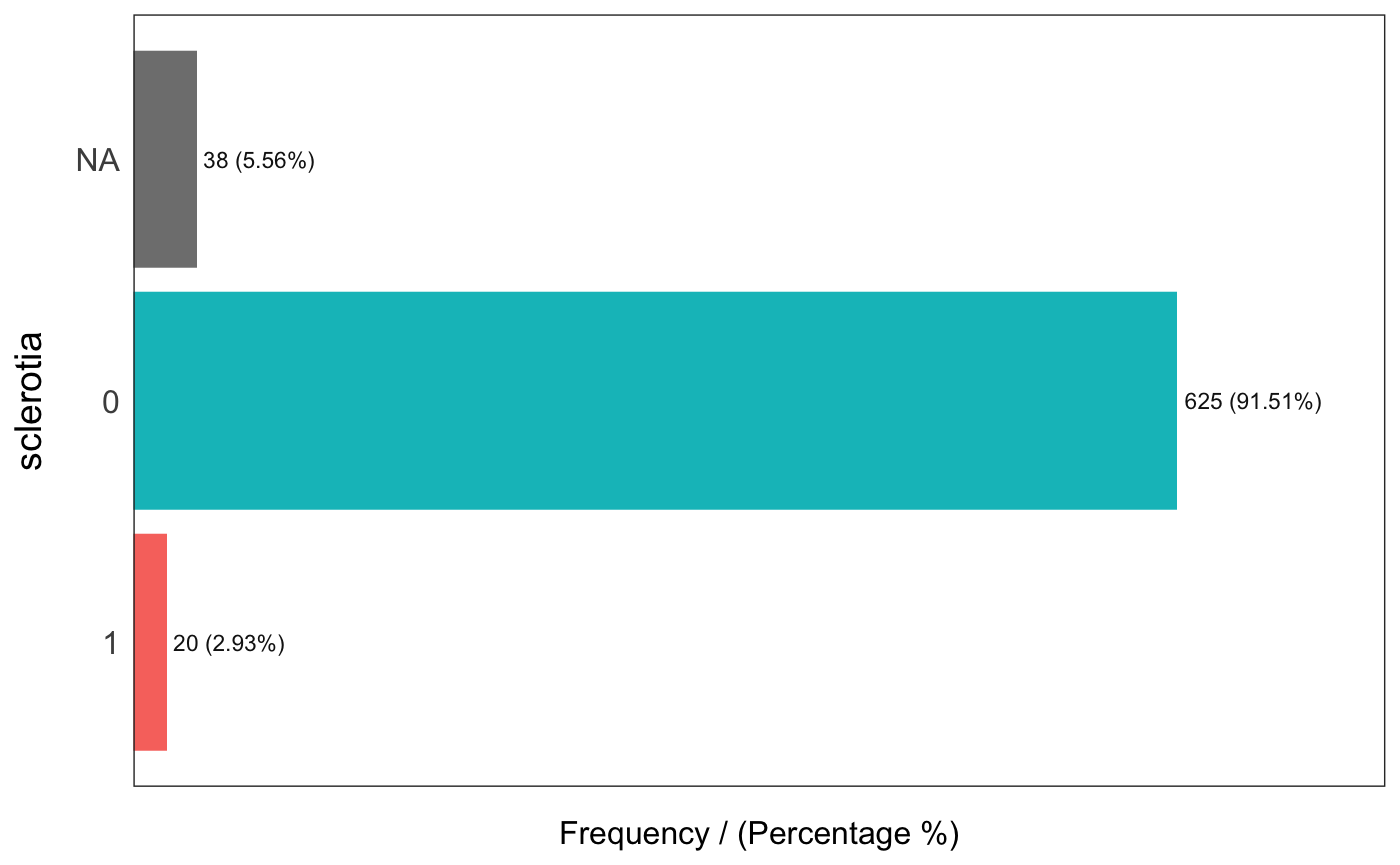 NA
38 (5.56%)
sclerotia
0
625 (91.51%)
1
20 (2.93%)
Frequency / (Percentage %)